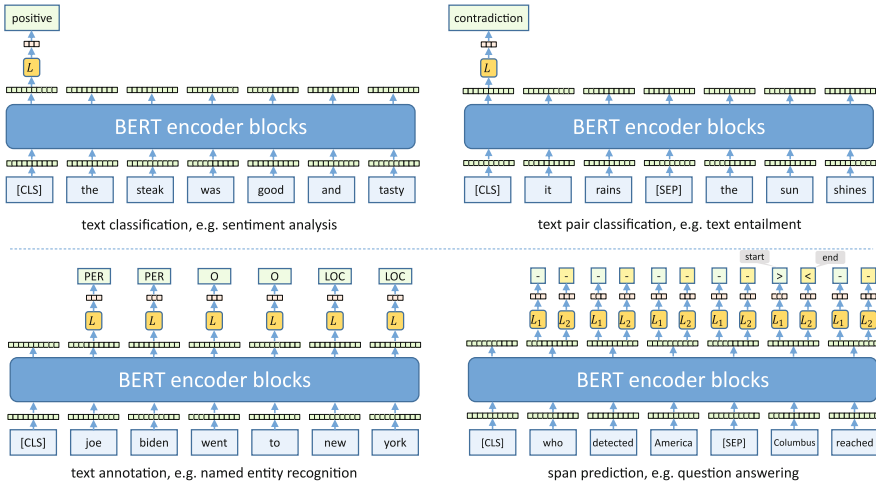 positive
L
BERT encoder blocks
[CLS] the steak was good and tasty
text classification, e.g. sentiment analysis
contradiction
L
BERT encoder blocks
[CLS] it rains [SEP] the sun shines
text pair classification, e.g. text entailment
PER PER O O LOC LOC
L L L L L L
BERT encoder blocks
[CLS] joe biden went to new york
text annotation, e.g. named entity recognition
start end
- - - - - - - - > < - -
L1 L2 L1 L2 L1 L2 L1 L2 L1 L2 L1 L2
BERT encoder blocks
[CLS] who detected America [SEP] Columbus reached
span prediction, e.g. question answering